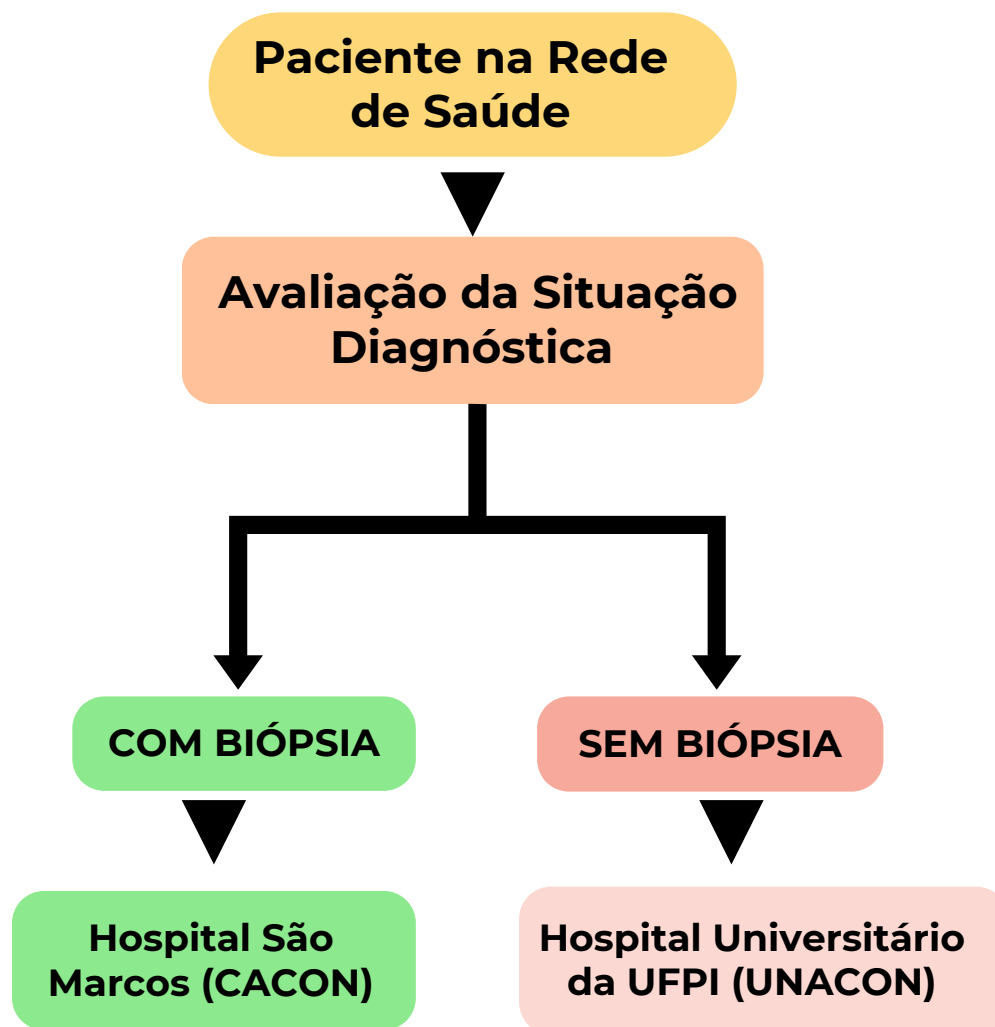 Paciente na Rede
de Saúde
Avaliação da Situação
Diagnóstica
COM BIÓPSIA
SEM BIÓPSIA
Hospital São
Marcos (CACON)
Hospital Universitário
da UFPI (UNACON)